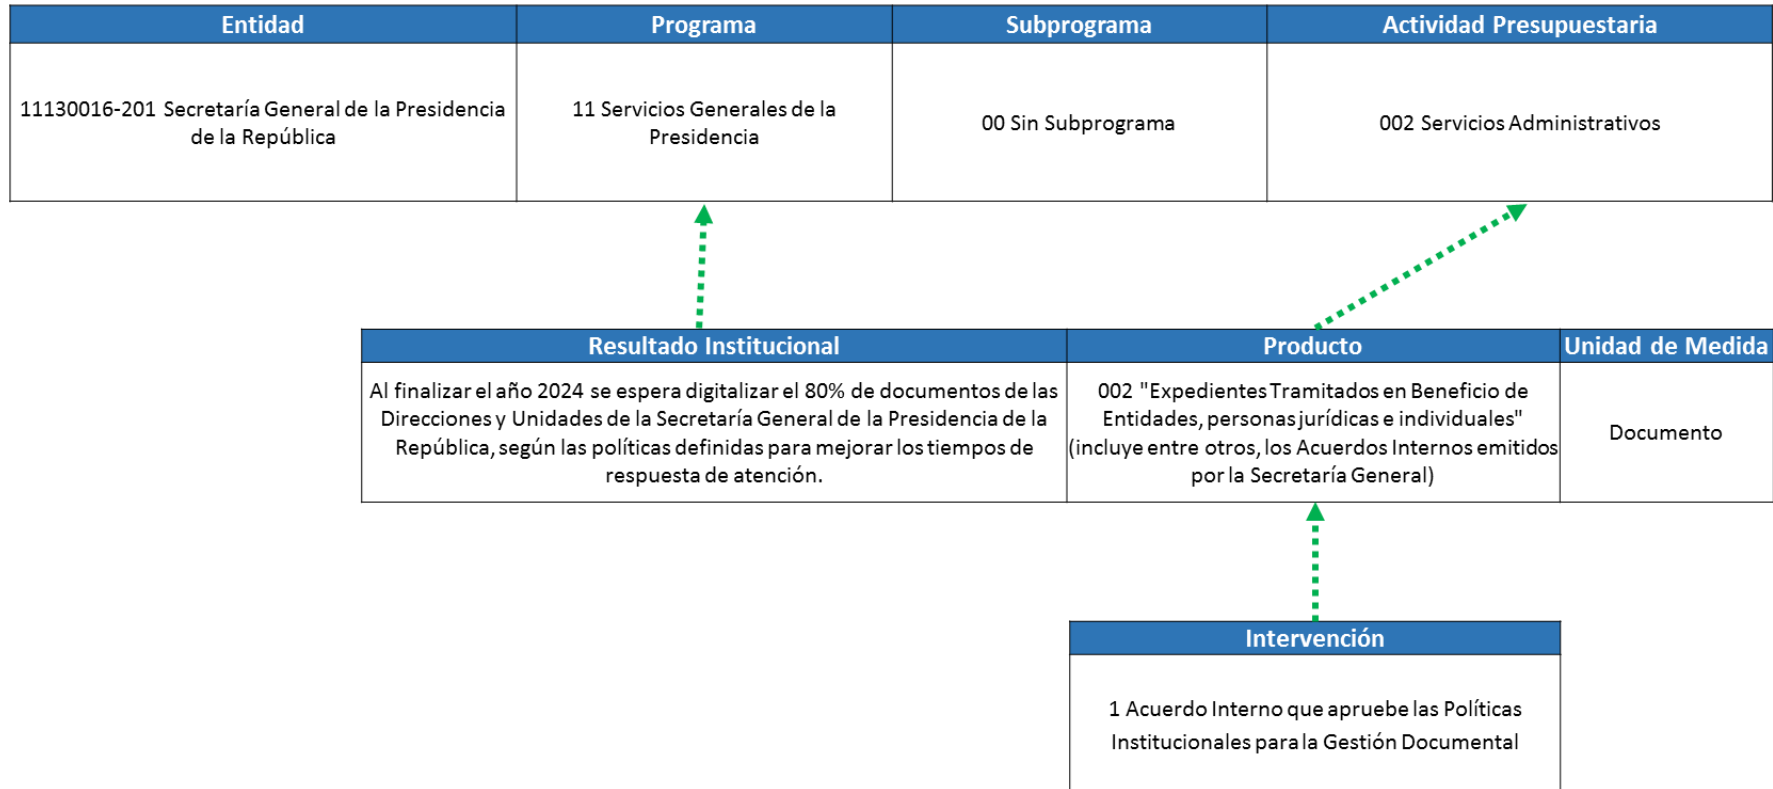 Entidad
Programa
Subprograma
Actividad Presupuestaria
11130016-201 Secretaría General de la Presidencia
de la República
11 Servicios Generales de la
Presidencia
00 Sin Subprograma
002 Servicios Administrativos
Resultado Institucional
Producto
Unidad de Medida
Al finalizar el año 2024 se espera digitalizar el 80% de documentos de las
Direcciones y Unidades de la Secretaría General de la Presidencia de la
República, según las políticas definidas para mejorar los tiempos de
respuesta de atención.
002 "Expedientes Tramitados en Beneficio de
Entidades, personas jurídicas e individuales"
(incluye entre otros, los Acuerdos Internos emitidos
por la Secretaría General)
Documento
Intervención
1 Acuerdo Interno que apruebe las Políticas
Institucionales para la Gestión Documental